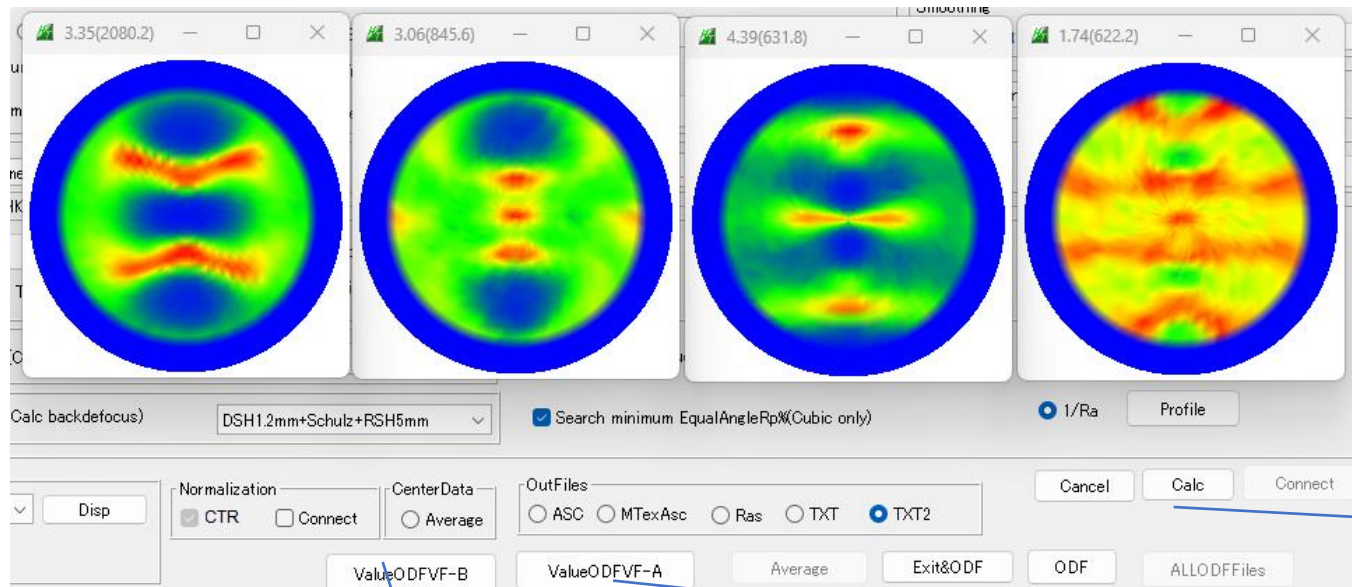 Smoothing
3.35(2080.2)
3.06(845.6)
4.39(631.8)
1.74(622.2)
Calc backdefocus)
DSH1.2mm+Schulz+RSH5mm
Search minimum EqualAngleRp%(Cubic only)
1/Ra
Profile
Disp
Normalization
CTR
Connect
CenterData
Average
OutFiles
ASC
MTexAsc
Ras
TXT
TXT2
Cancel
Calc
Connect
ValueODFVF-B
ValueODFVF-A
Average
Exit&ODF
ODF
ALLODFFiles